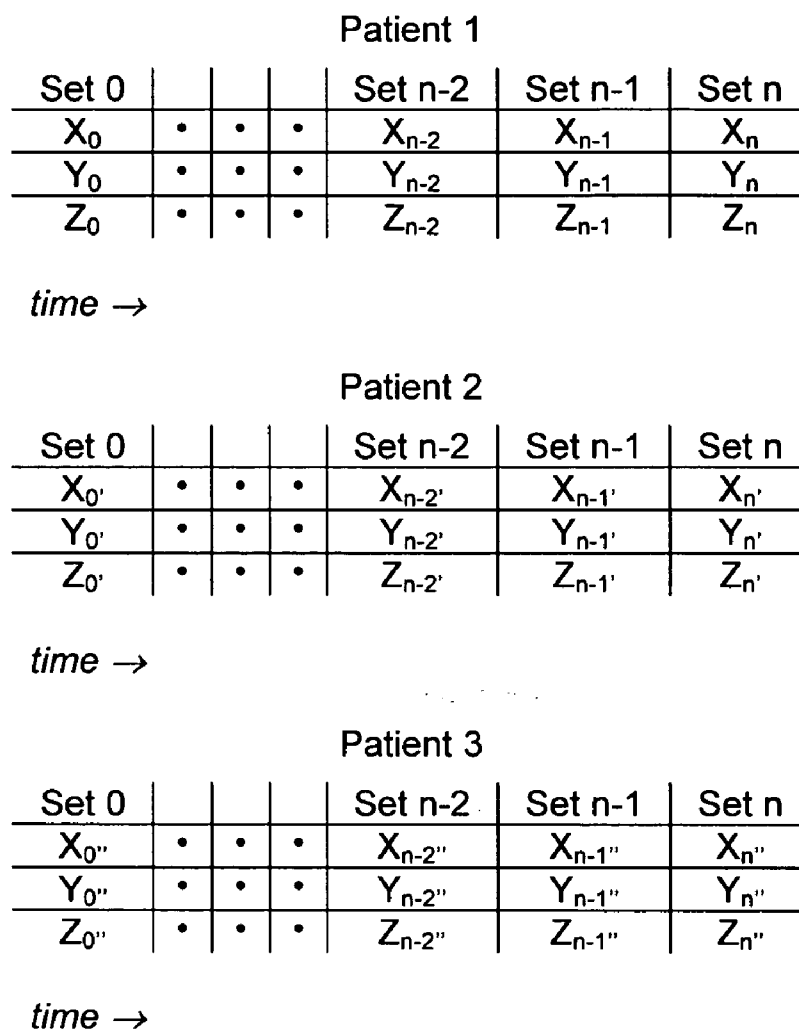 Patient 1
Set 0 Set n-2 Set n-1 Set n
X₀ • • • Xₙ₋₂ Xₙ₋₁ Xₙ
Y₀ • • • Yₙ₋₂ Yₙ₋₁ Yₙ
Z₀ • • • Zₙ₋₂ Zₙ₋₁ Zₙ
time →
Patient 2
Set 0 Set n-2 Set n-1 Set n
X₀' • • • Xₙ₋₂' Xₙ₋₁' Xₙ'
Y₀' • • • Yₙ₋₂' Yₙ₋₁' Yₙ'
Z₀' • • • Zₙ₋₂' Zₙ₋₁' Zₙ'
time →
Patient 3
Set 0 Set n-2 Set n-1 Set n
X₀" • • • Xₙ₋₂" Xₙ₋₁" Xₙ"
Y₀" • • • Yₙ₋₂" Yₙ₋₁" Yₙ"
Z₀" • • • Zₙ₋₂" Zₙ₋₁" Zₙ"
time →